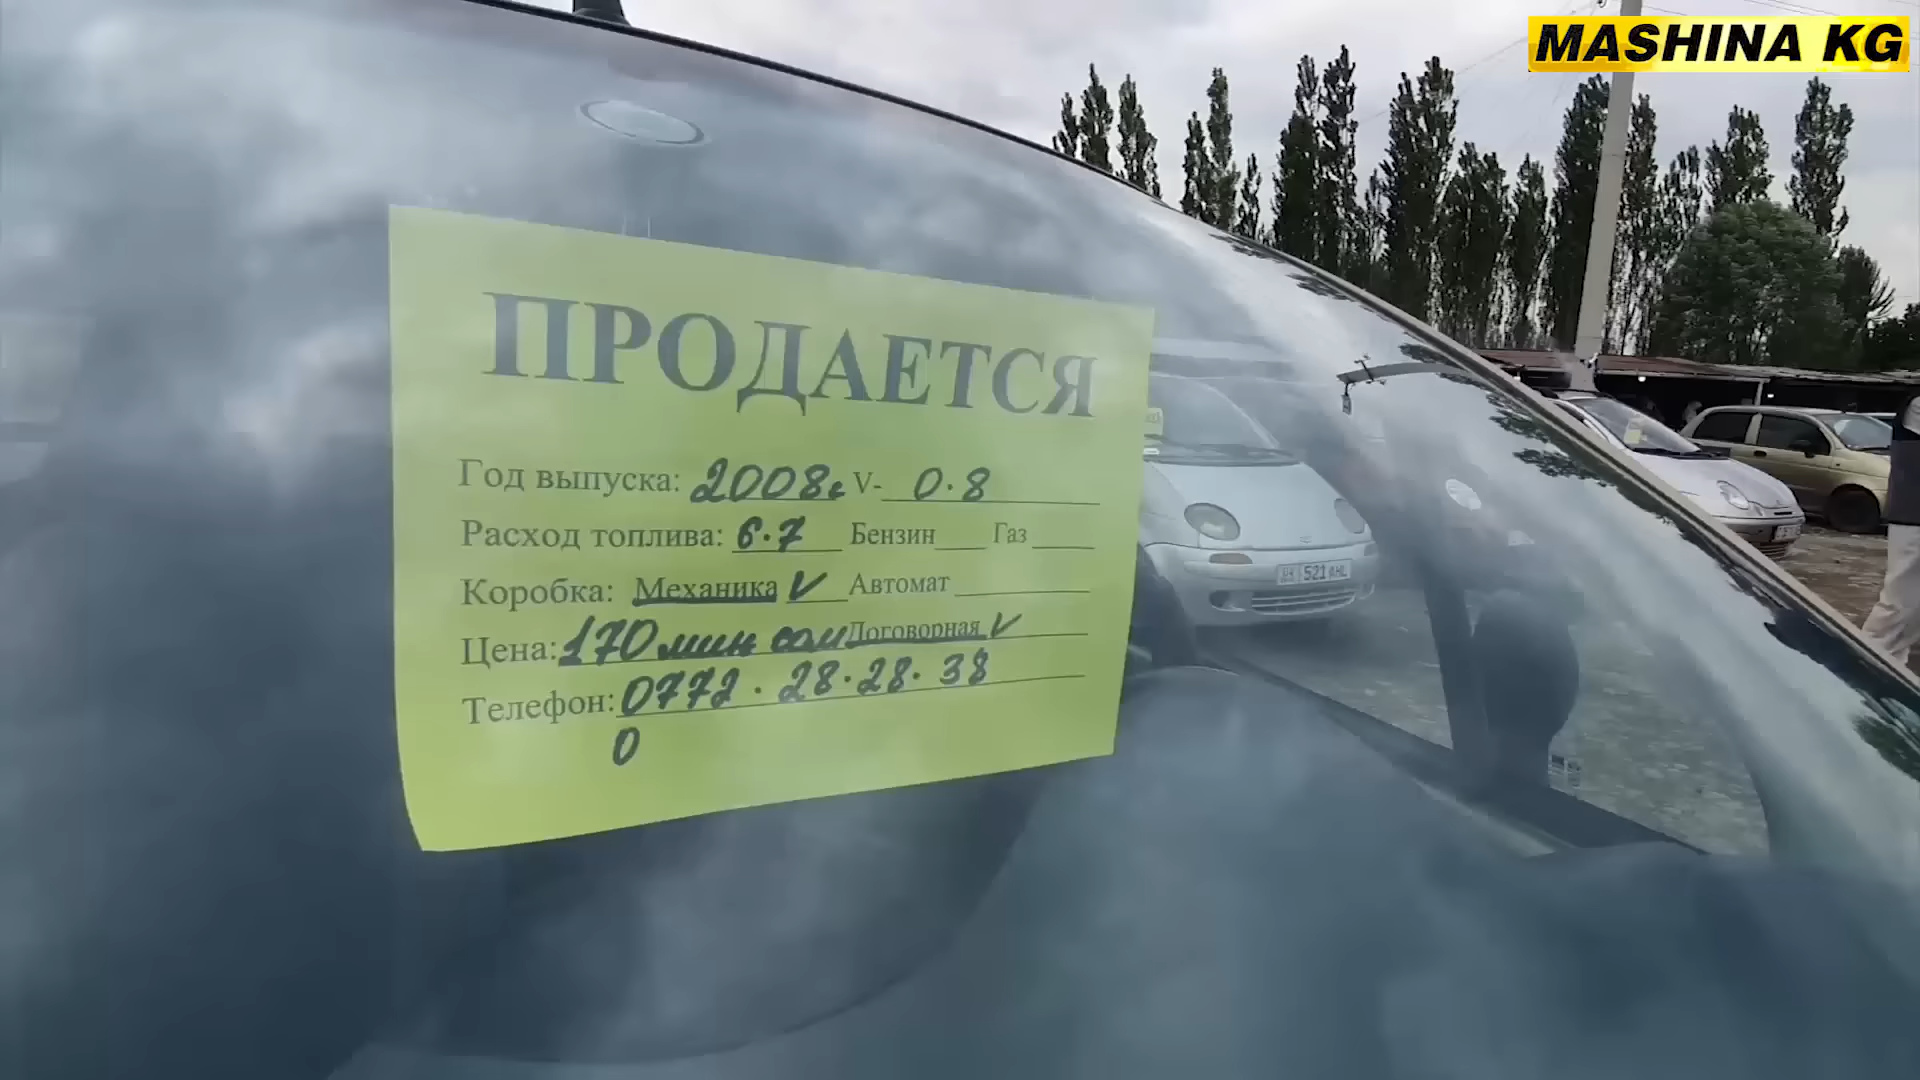 MASHINA KG
ПРОДАЕТСЯ
Год выпуска: 2008г V- 0.8
Расход топлива: 6.7 Бензин Газ
Коробка: Механика V Автомат
Цена: 170 мин сом Договорная V
Телефон: 0772 . 28.28. 38
0
521 AHL